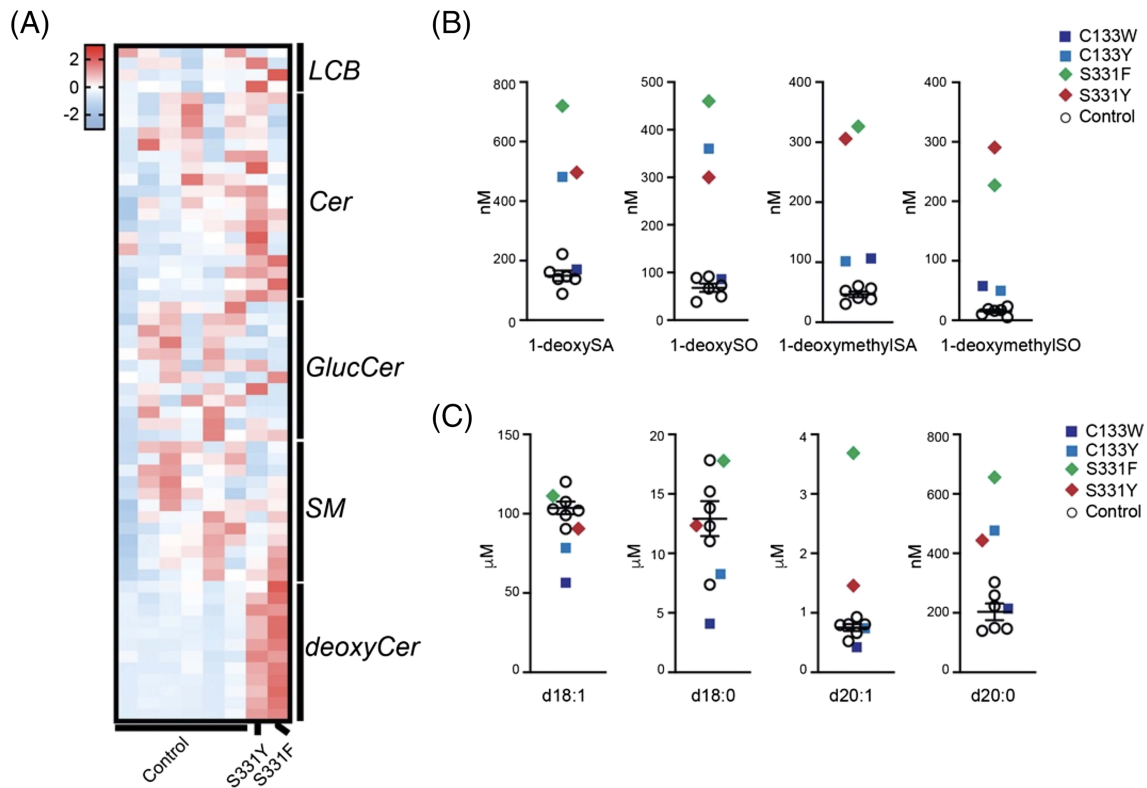 (A)
2
0
-2
LCB
Cer
GlucCer
SM
deoxyCer
Control
S331Y
S331F
(B)
C133W
C133Y
S331F
S331Y
Control
800
600
400
200
0
nM
1-deoxySA
500
400
300
200
100
0
nM
1-deoxySO
400
300
200
100
0
nM
1-deoxymethylSA
400
300
200
100
0
nM
1-deoxymethylSO
(C)
C133W
C133Y
S331F
S331Y
Control
150
100
50
0
µM
d18:1
20
15
10
5
0
µM
d18:0
4
3
2
1
0
µM
d20:1
800
600
400
200
0
nM
d20:0